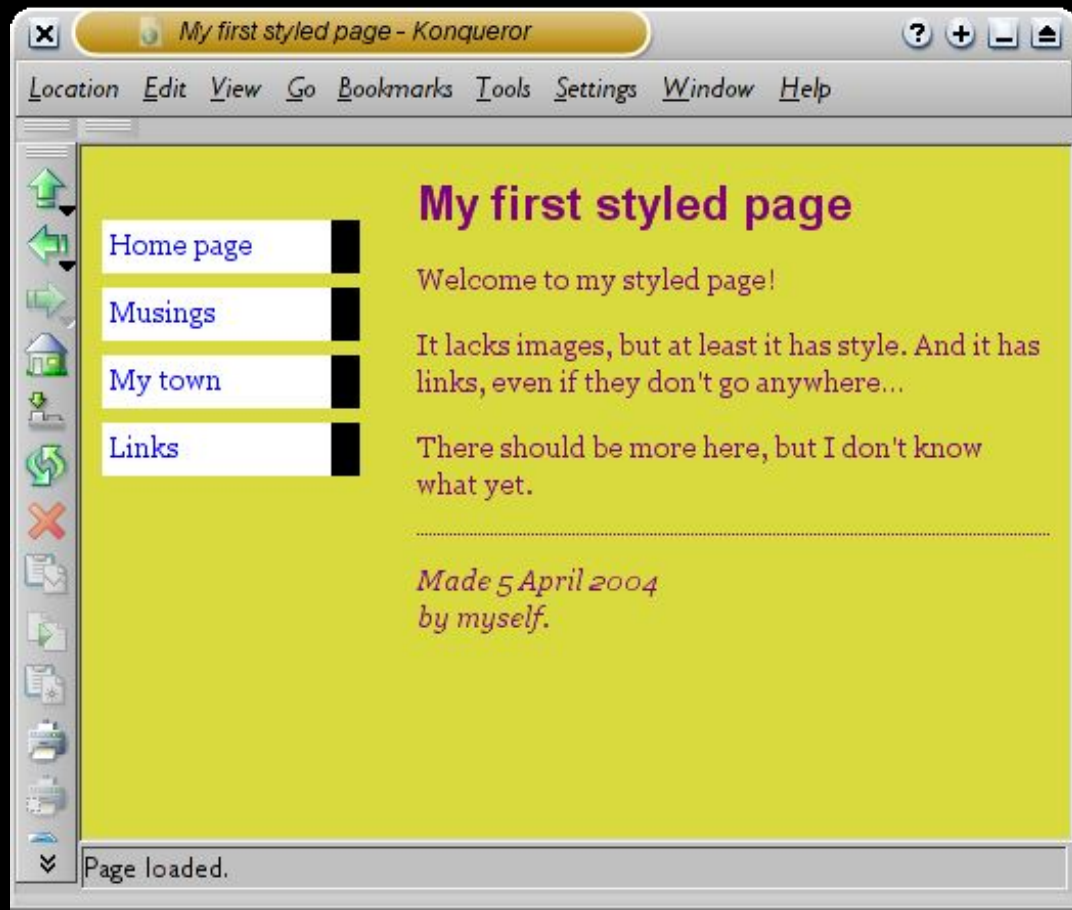 My first styled page - Konqueror
Location Edit View Go Bookmarks Tools Settings Window Help
Home page
Musings
My town
Links
My first styled page
Welcome to my styled page!
It lacks images, but at least it has style. And it has
links, even if they don't go anywhere...
There should be more here, but I don't know
what yet.
Made 5 April 2004
by myself.
Page loaded.